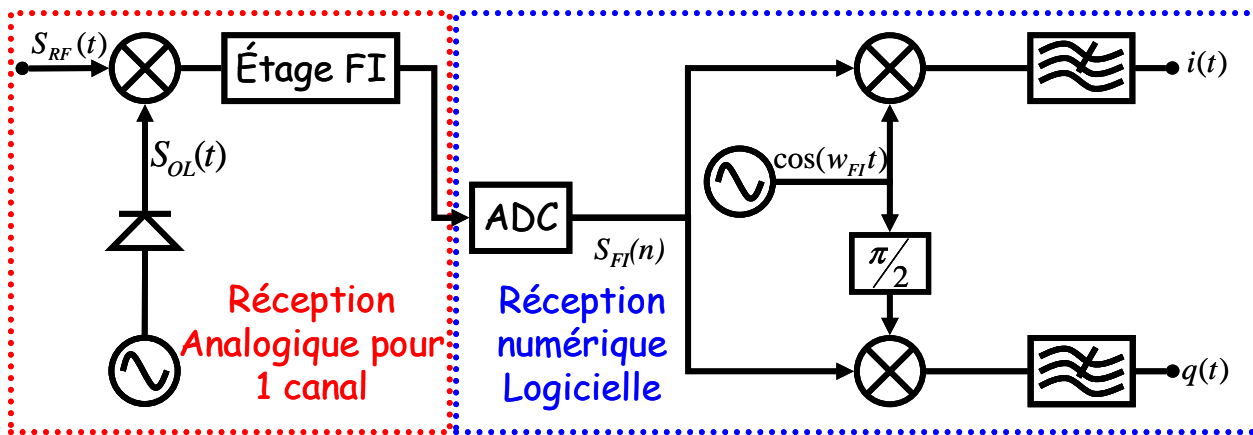 S_RF(t)
Étage FI
S_OL(t)
Réception
Analogique pour
1 canal
ADC
S_FI(n)
Réception
numérique
Logicielle
cos(w_FI t)
π/2
i(t)
q(t)